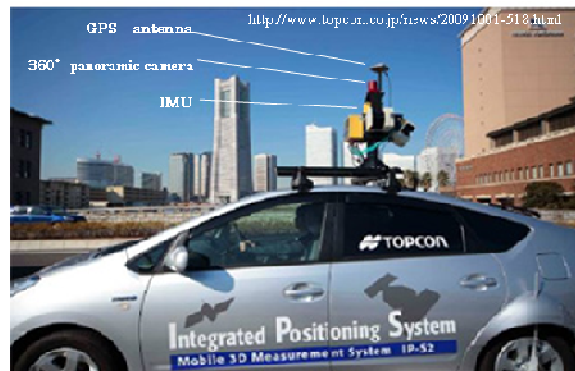 http://www.topcon.co.jp/news/20091001-518.html
GPS antenna
360° panoramic camera
IMU
TOPCON
Integrated Positioning System
Mobile 3D Measurement System IP-S2